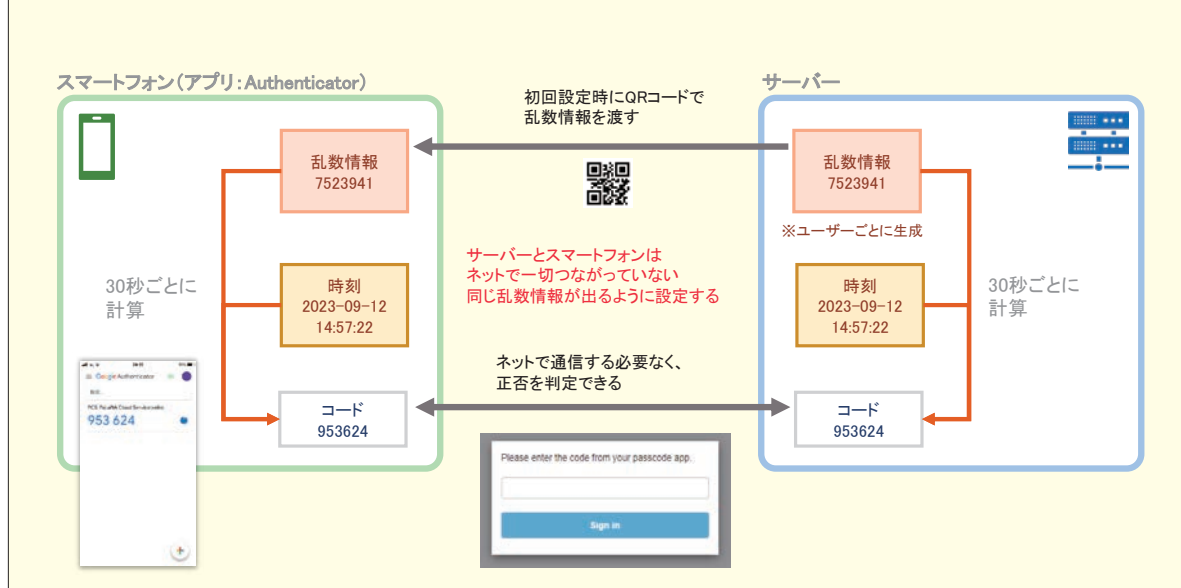 スマートフォン(アプリ:Authenticator)
サーバー
初回設定時にQRコードで
乱数情報を渡す
乱数情報
7523941
乱数情報
7523941
※ユーザーごとに生成
サーバーとスマートフォンは
ネットで一切つながっていない
同じ乱数情報が出るように設定する
30秒ごとに
計算
時刻
2023-09-12
14:57:22
時刻
2023-09-12
14:57:22
30秒ごとに
計算
ネットで通信する必要なく、
正否を判定できる
Google Authenticator
953 624
コード
953624
コード
953624
Please enter the code from your passcode app.
Sign in